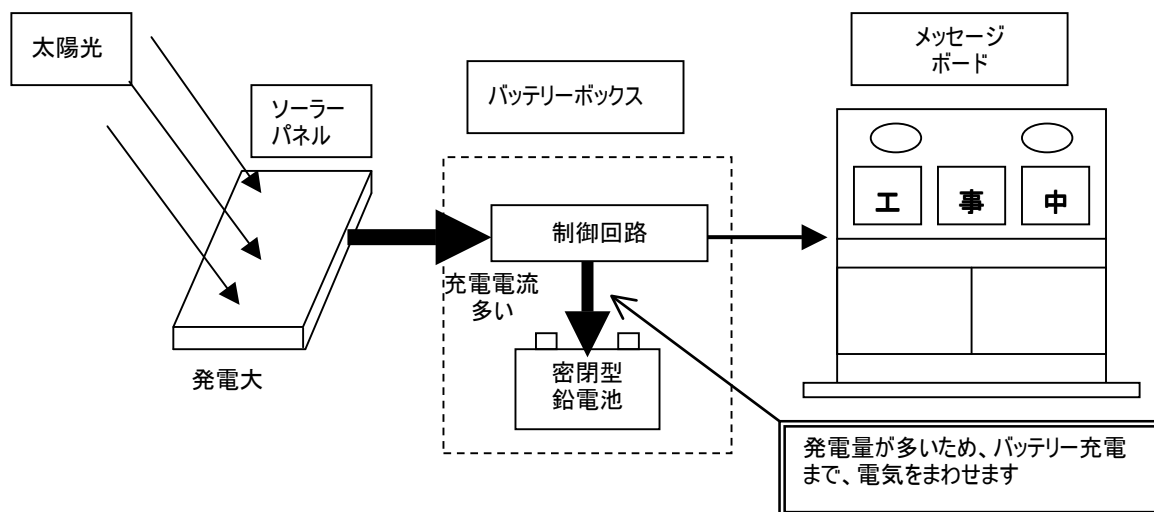 太陽光
ソーラー
パネル
バッテリーボックス
メッセージ
ボード
工 事 中
制御回路
充電電流
多い
密閉型
鉛電池
発電大
発電量が多いため、バッテリー充電
まで、電気をまわせます